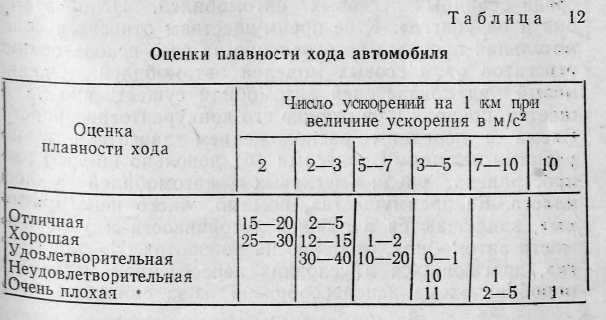 Таблица 12
Оценки плавности хода автомобиля
Оценка плавности хода | Число ускорений на 1 км при величине ускорения в м/с²
2 | 2—3 | 5—7 | 3—5 | 7—10 | 10
Отличная 15—20 2—5
Хорошая 25—30 12—15 1—2
Удовлетворительная 30—40 10—20 0—1
Неудовлетворительная 10 1
Очень плохая 11 2—5 1